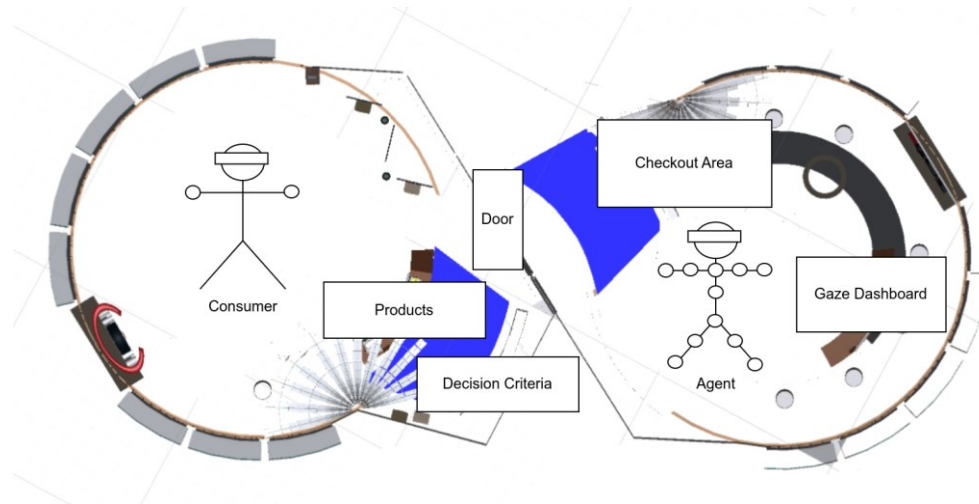 Checkout Area
Door
Consumer
Products
Gaze Dashboard
Decision Criteria
Agent